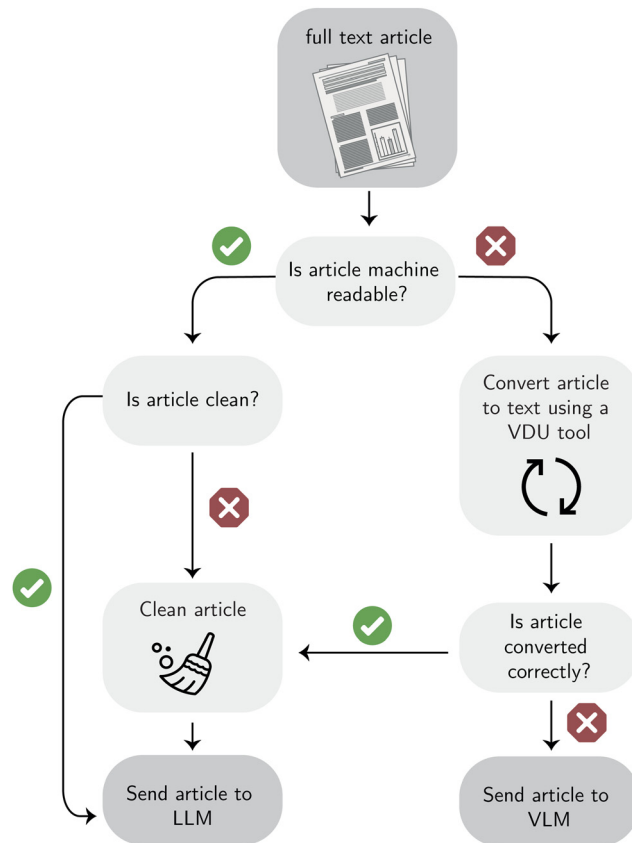 full text article
Is article machine
readable?
Is article clean?
Convert article
to text using a
VDU tool
Clean article
Is article
converted
correctly?
Send article to
LLM
Send article to
VLM